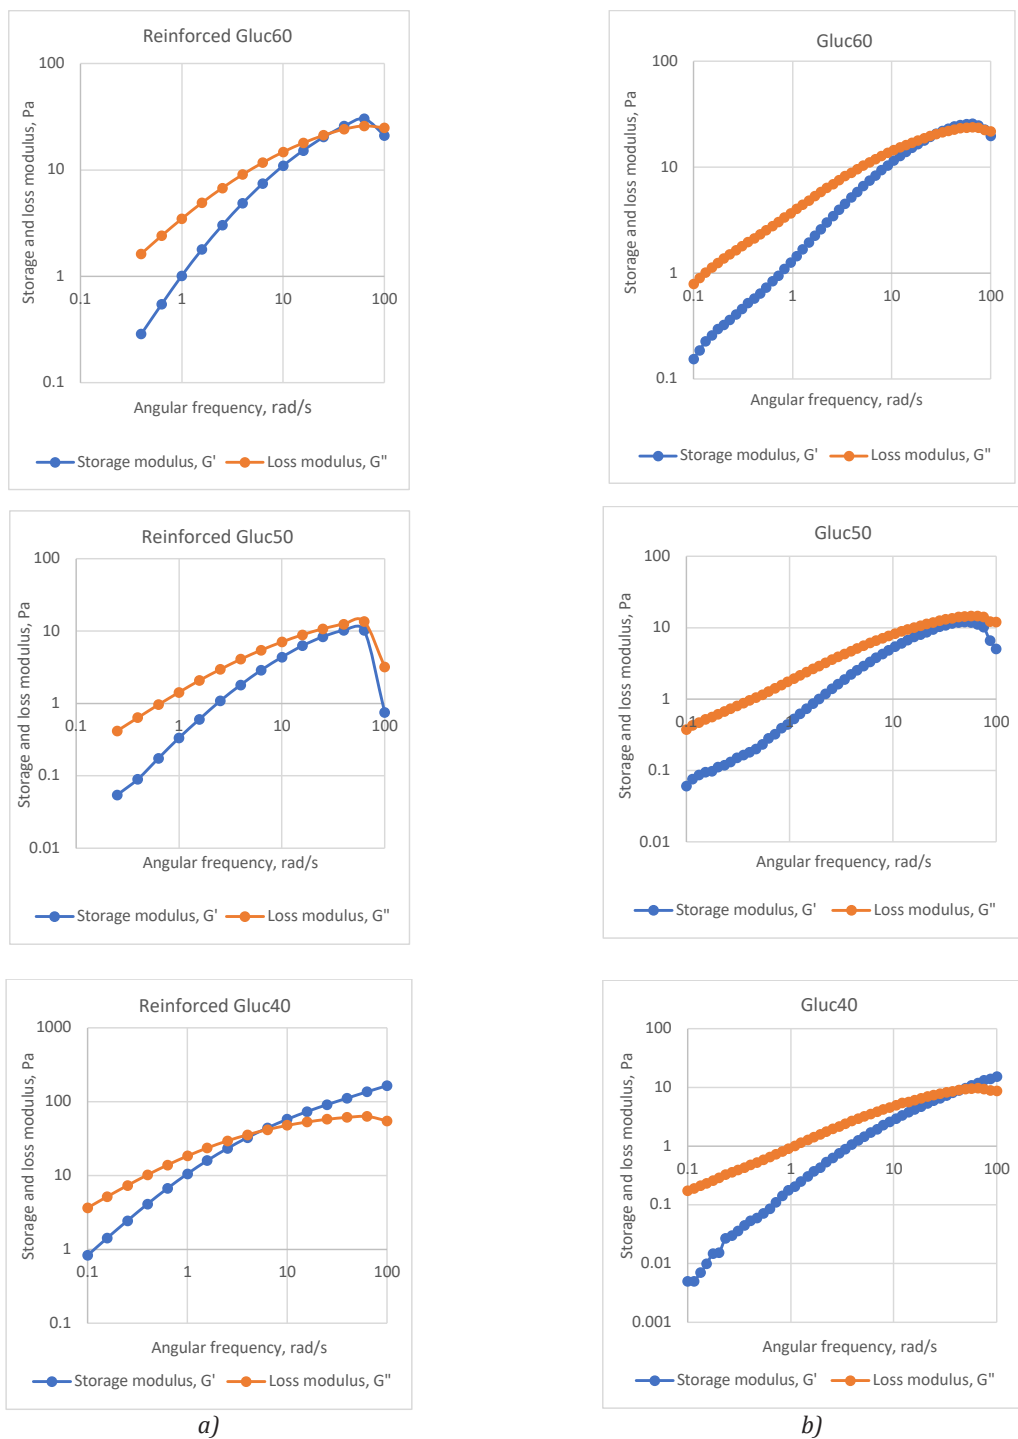 Reinforced Gluc60
Storage and loss modulus, Pa
100
10
1
0.1
0.1 1 10 100
Angular frequency, rad/s
Storage modulus, G' Loss modulus, G"
Gluc60
Storage and loss modulus, Pa
100
10
1
0.1
0.1 1 10 100
Angular frequency, rad/s
Storage modulus, G' Loss modulus, G"
Reinforced Gluc50
Storage and loss modulus, Pa
100
10
1
0.1
0.01
0.1 1 10 100
Angular frequency, rad/s
Storage modulus, G' Loss modulus, G"
Gluc50
Storage and loss modulus, Pa
100
10
1
0.1
0.01
0.1 1 10 100
Angular frequency, rad/s
Storage modulus, G' Loss modulus, G"
Reinforced Gluc40
Storage and loss modulus, Pa
1000
100
10
1
0.1
0.1 1 10 100
Angular frequency, rad/s
Storage modulus, G' Loss modulus, G"
Gluc40
Storage and loss modulus, Pa
100
10
1
0.1
0.01
0.001
0.1 1 10 100
Angular frequency, rad/s
Storage modulus, G' Loss modulus, G"
a) b)